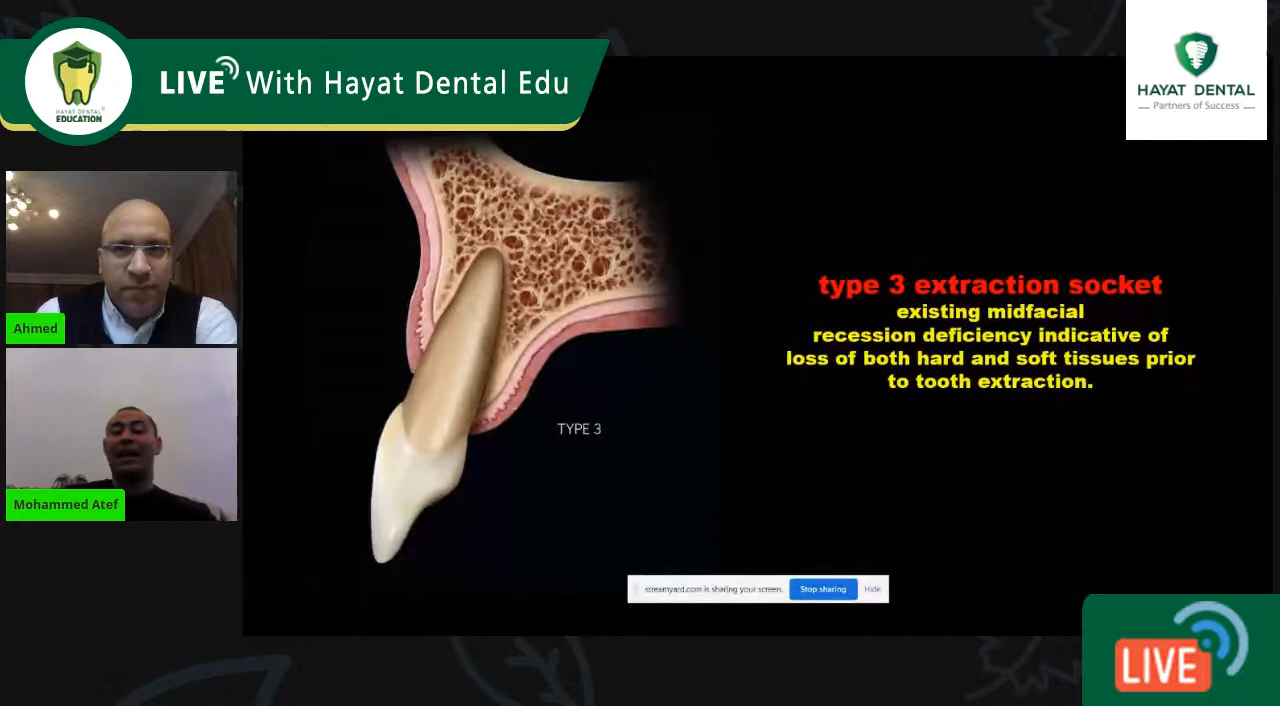 LIVE With Hayat Dental Edu
HAYAT DENTAL®
EDUCATION
HAYAT DENTAL
Partners of Success
Ahmed
Mohammed Atef
type 3 extraction socket
existing midfacial
recession deficiency indicative of
loss of both hard and soft tissues prior
to tooth extraction.
TYPE 3
streamyard.com is sharing your screen.
Stop sharing
Hide
LIVE